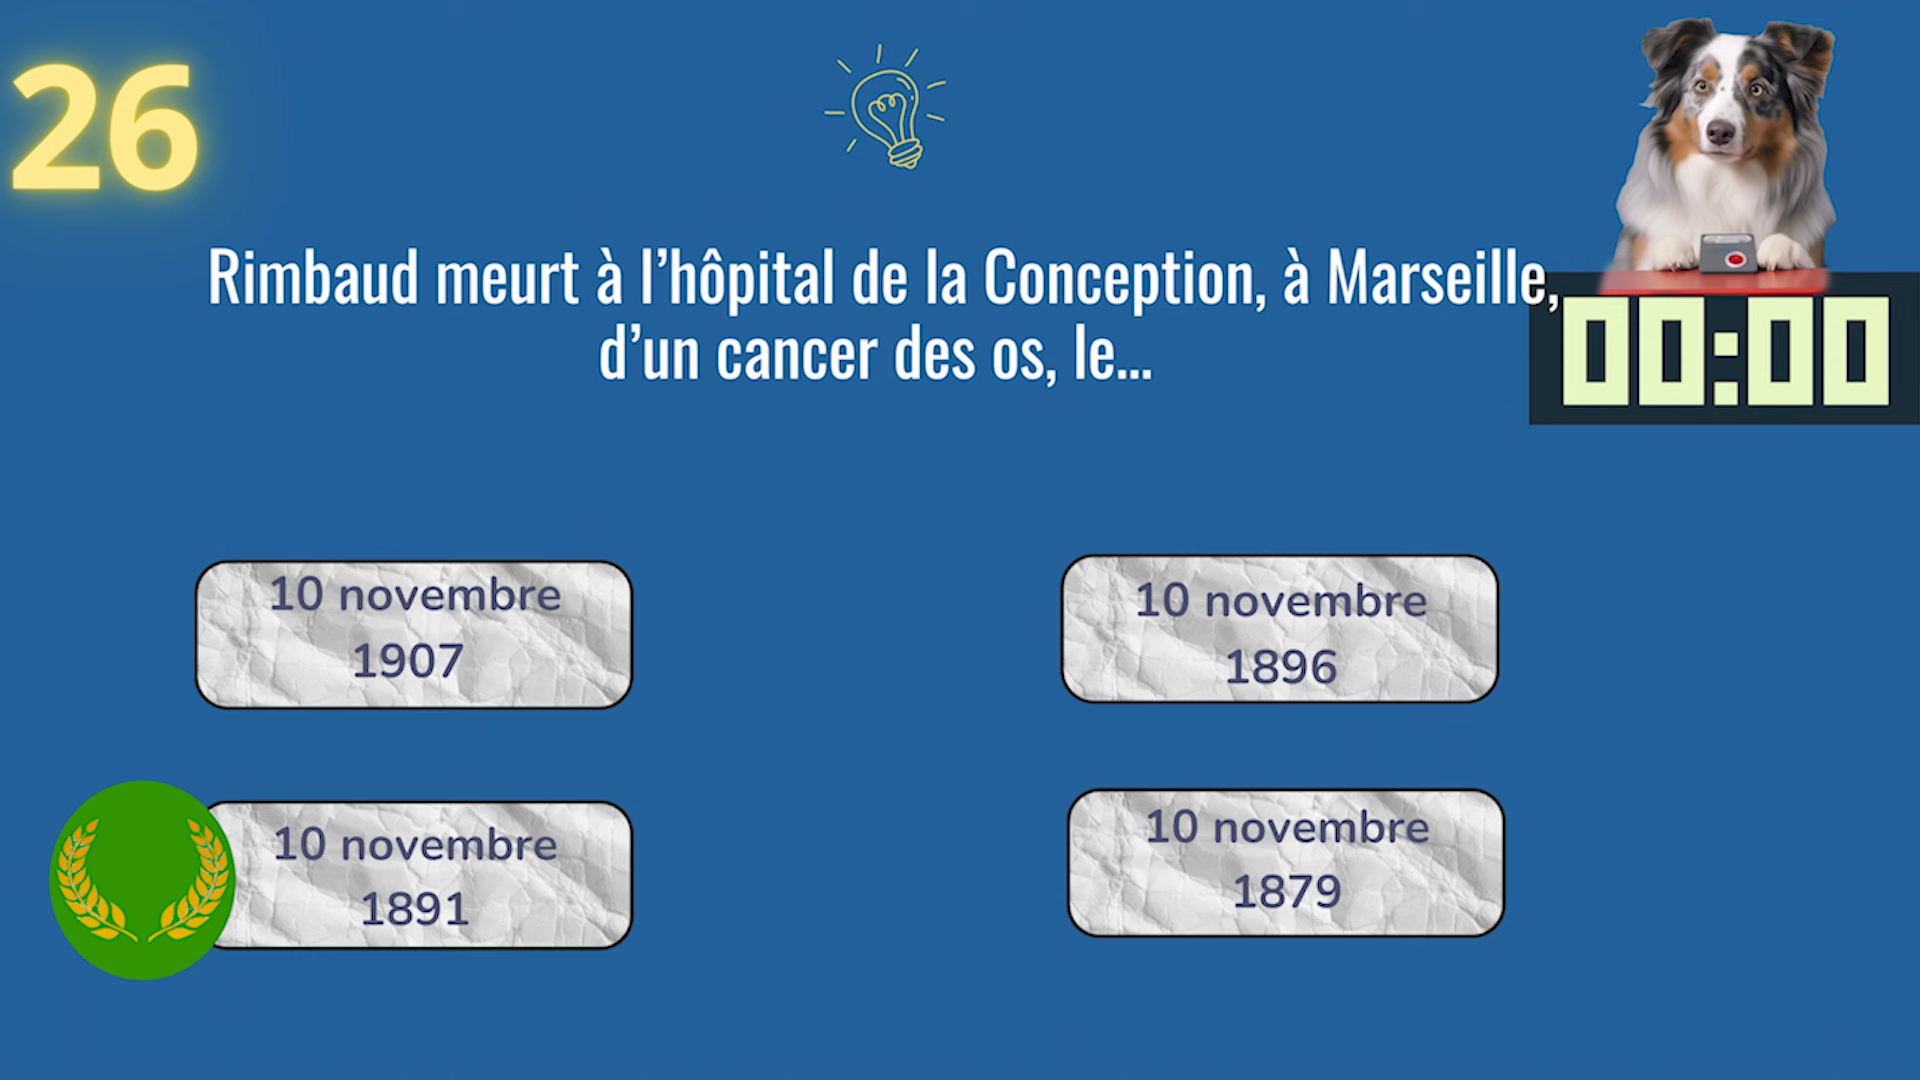 26
Rimbaud meurt à l’hôpital de la Conception, à Marseille,
d’un cancer des os, le...
00:00
10 novembre
1907
10 novembre
1896
10 novembre
1891
10 novembre
1879